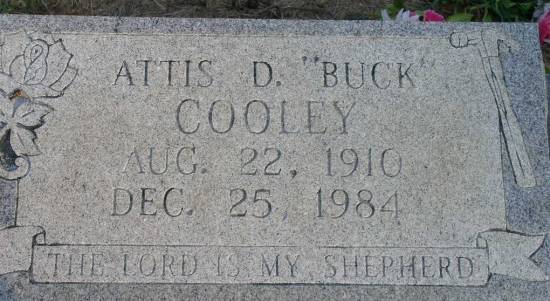 ATTIS D. "BUCK"
COOLEY
AUG. 22, 1910
DEC. 25, 1984
THE LORD IS MY SHEPHERD